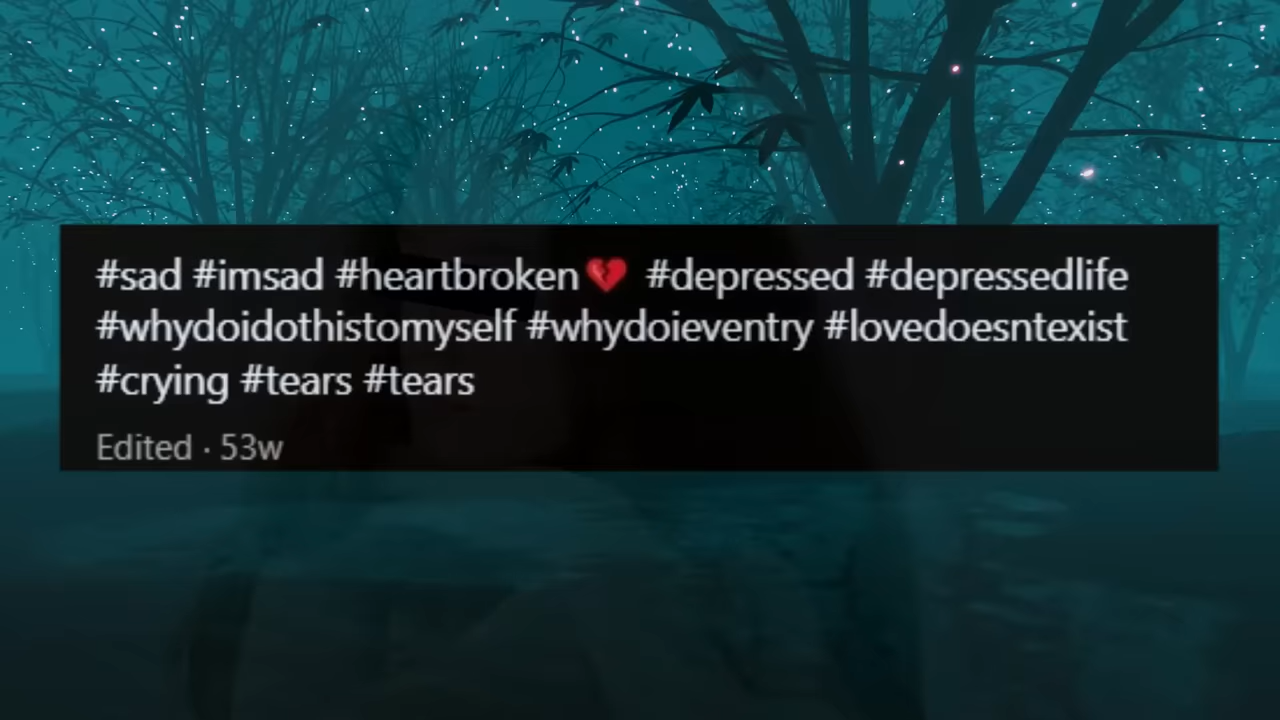 #sad #imsad #heartbroken💔 #depressed #depressedlife
#whydoidothistomyself #whydoieventry #lovedoesntexist
#crying #tears #tears
Edited · 53w